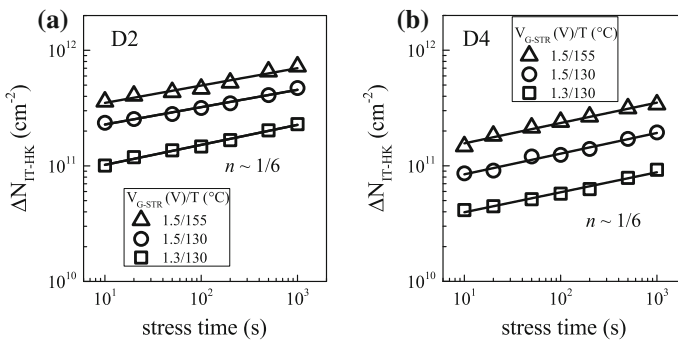 (a)
D2
10¹²
10¹¹
10¹⁰
ΔN_IT-HK (cm⁻²)
n ~ 1/6
V_G-STR (V)/T (°C)
1.5/155
1.5/130
1.3/130
10¹ 10² 10³
stress time (s)
(b)
D4
V_G-STR (V)/T (°C)
1.5/155
1.5/130
1.3/130
10¹²
10¹¹
10¹⁰
ΔN_IT-HK (cm⁻²)
n ~ 1/6
10¹ 10² 10³
stress time (s)